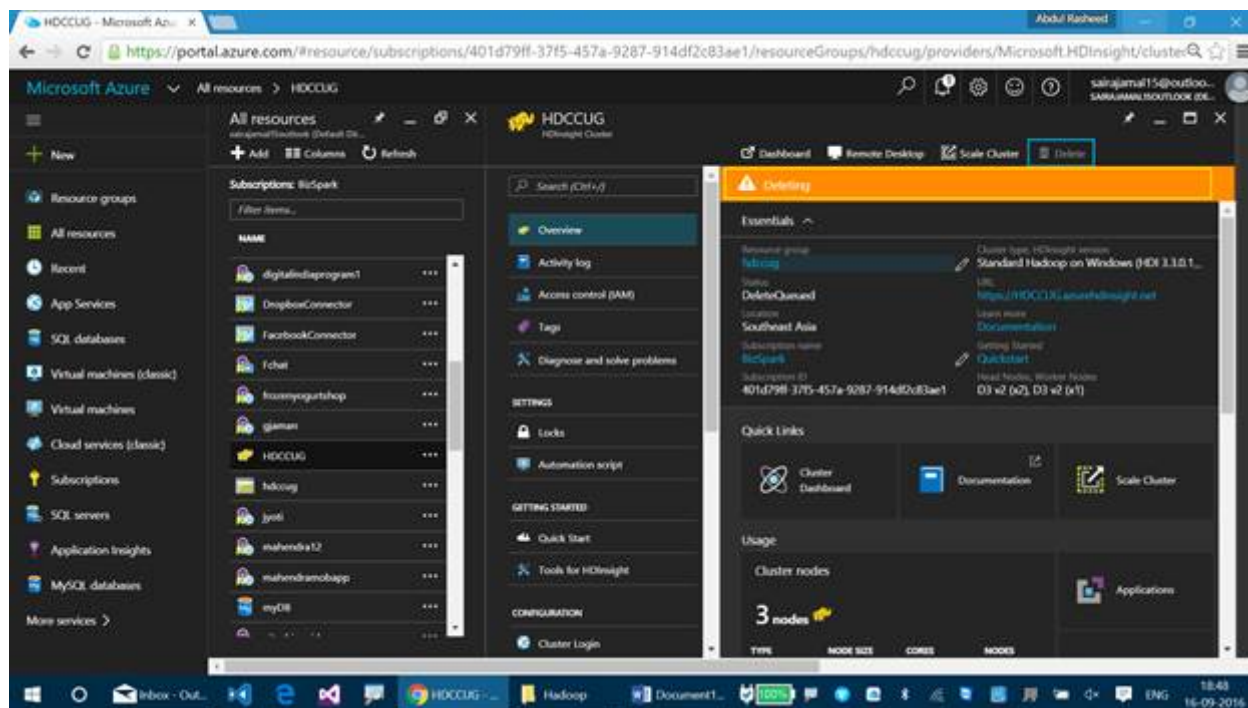 HDCCUG - Microsoft Az...
Abdul Rasheed
https://portal.azure.com/#resource/subscriptions/401d79ff-37f5-457a-9287-914df2c83ae1/resourceGroups/hdccug/providers/Microsoft.HDInsight/cluster
Microsoft Azure
All resources > HDCCUG
sairajamal15@outloo...
New
Resource groups
All resources
Recent
App Services
SQL databases
Virtual machines (classic)
Virtual machines
Cloud services (classic)
Subscriptions
SQL servers
Application Insights
MySQL databases
More services >
All resources
Add Columns Refresh
Subscriptions: BizSpark
Filter items...
NAME
digitalindiaprogram1
DropboxConnector
FacrbookConnector
Fchat
frozenyogurtshop
gjaman
HDCCUG
hdccug
jyoti
mahendra12
mahendramobapp
myDB
HDCCUG
HDInsight Cluster
Search (Ctrl+/)
Overview
Activity log
Access control (IAM)
Tags
Diagnose and solve problems
SETTINGS
Locks
Automation script
GETTING STARTED
Quick Start
Tools for HDInsight
CONFIGURATION
Cluster Login
Dashboard Remote Desktop Scale Cluster Delete
Deleting
Essentials
Resource group
hdccug
Status
DeleteQueued
Location
Southeast Asia
Subscription name
BizSpark
Subscription ID
401d79ff-37f5-457a-9287-914df2c83ae1
Cluster type, HDInsight version
Standard Hadoop on Windows (HDI 3.3.0.1...
URL
https://HDCCUG.azurehdinsight.net
Learn more
Documentation
Getting Started
Quickstart
Head Nodes, Worker Nodes
D3 v2 (x2), D3 v2 (x1)
Quick Links
Cluster Dashboard
Documentation
Scale Cluster
Usage
Cluster nodes
3 nodes
TYPE NODE SIZE CORES NODES
Applications
Inbox - Out...
HDCCUG - ...
Hadoop
Document1...
100%
ENG
18:48
16-09-2016